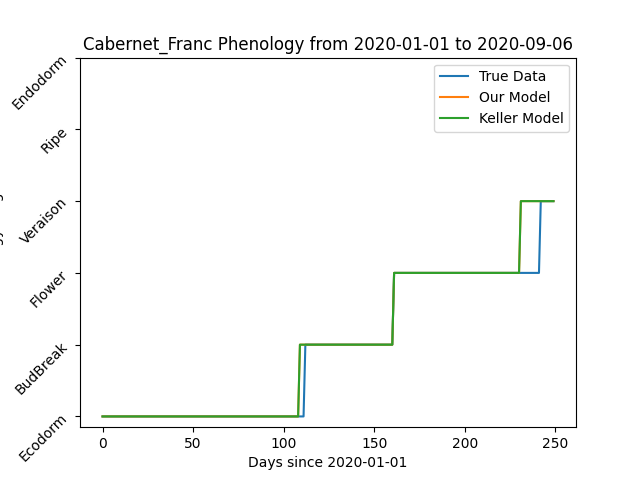 Cabernet_Franc Phenology from 2020-01-01 to 2020-09-06
True Data
Our Model
Keller Model
Endodorm
Ripe
Veraison
Flower
BudBreak
Ecodorm
0 50 100 150 200 250
Days since 2020-01-01